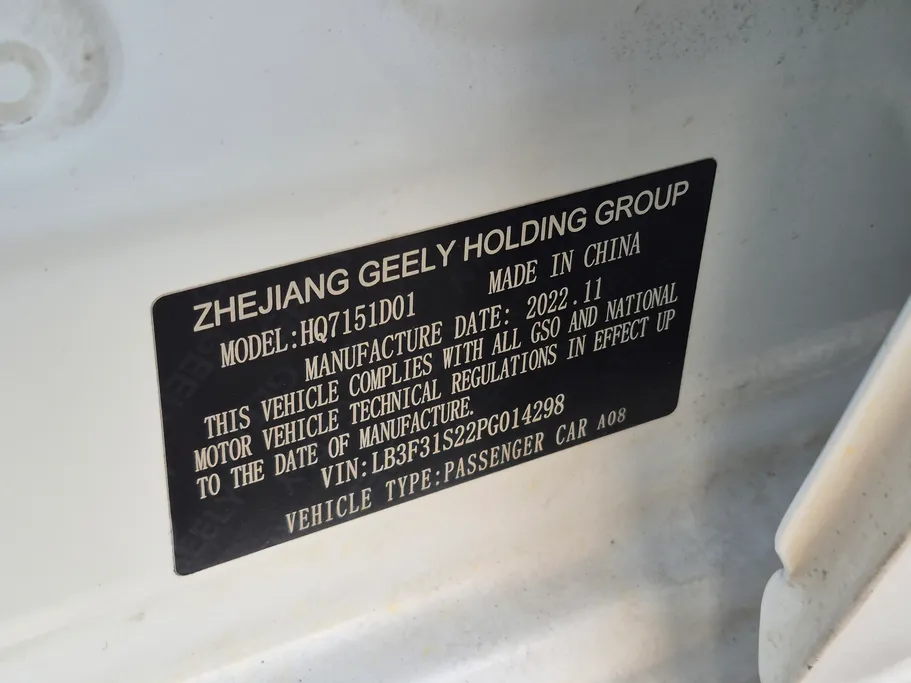 ZHEJIANG GEELY HOLDING GROUP
MODEL:HQ7151D01 MADE IN CHINA
MANUFACTURE DATE: 2022.11
THIS VEHICLE COMPLIES WITH ALL GSO AND NATIONAL
MOTOR VEHICLE TECHNICAL REGULATIONS IN EFFECT UP
TO THE DATE OF MANUFACTURE.
VIN:LB3F31S22PG014298
VEHICLE TYPE:PASSENGER CAR A08